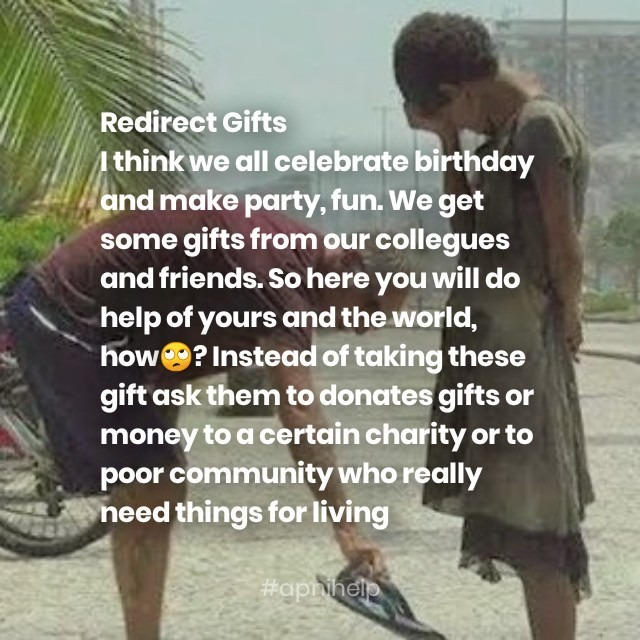 Redirect Gifts
I think we all celebrate birthday
and make party, fun. We get
some gifts from our collegues
and friends. So here you will do
help of yours and the world,
how🙄? Instead of taking these
gift ask them to donates gifts or
money to a certain charity or to
poor community who really
need things for living
#apnihelp